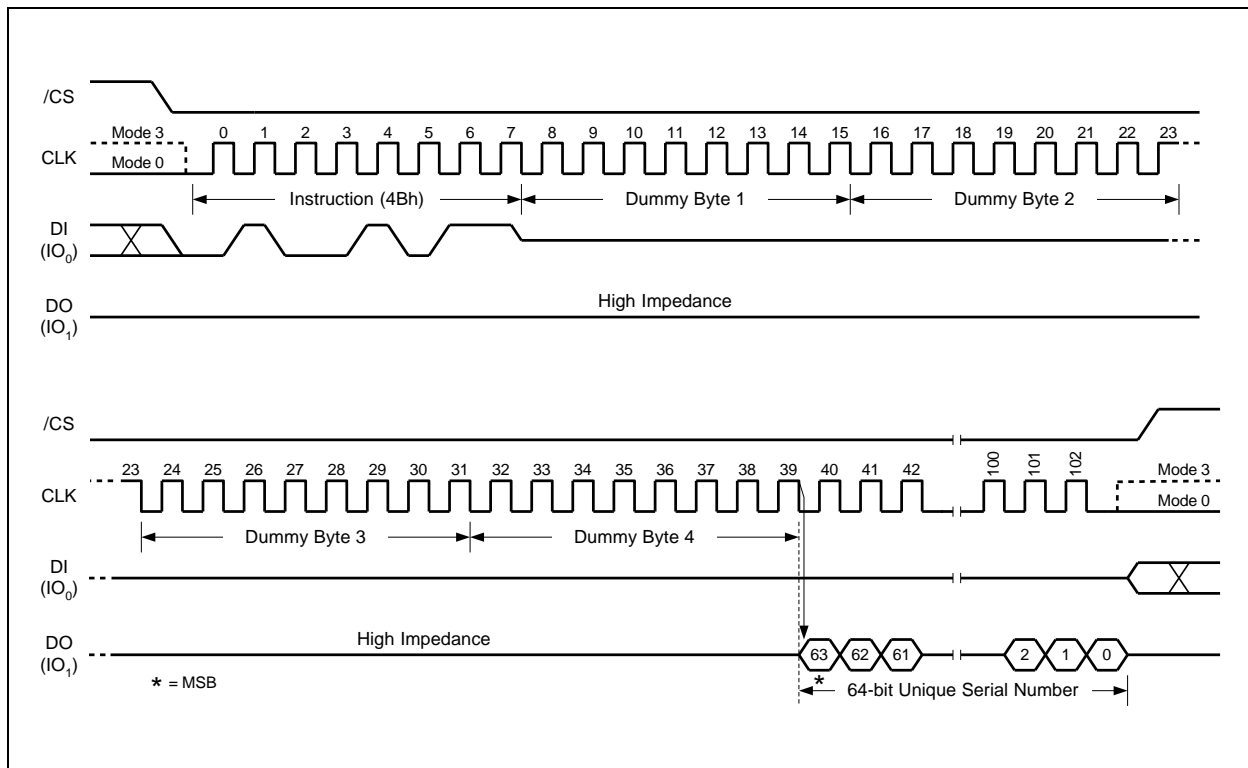 /CS
Mode 3 0 1 2 3 4 5 6 7 8 9 10 11 12 13 14 15 16 17 18 19 20 21 22 23
CLK Mode 0
Instruction (4Bh) Dummy Byte 1 Dummy Byte 2
DI
(IO0)
DO High Impedance
(IO1)
/CS
23 24 25 26 27 28 29 30 31 32 33 34 35 36 37 38 39 40 41 42 100 101 102 Mode 3
CLK Mode 0
Dummy Byte 3 Dummy Byte 4
DI
(IO0)
DO High Impedance 63 62 61 2 1 0
(IO1)
* = MSB * 64-bit Unique Serial Number